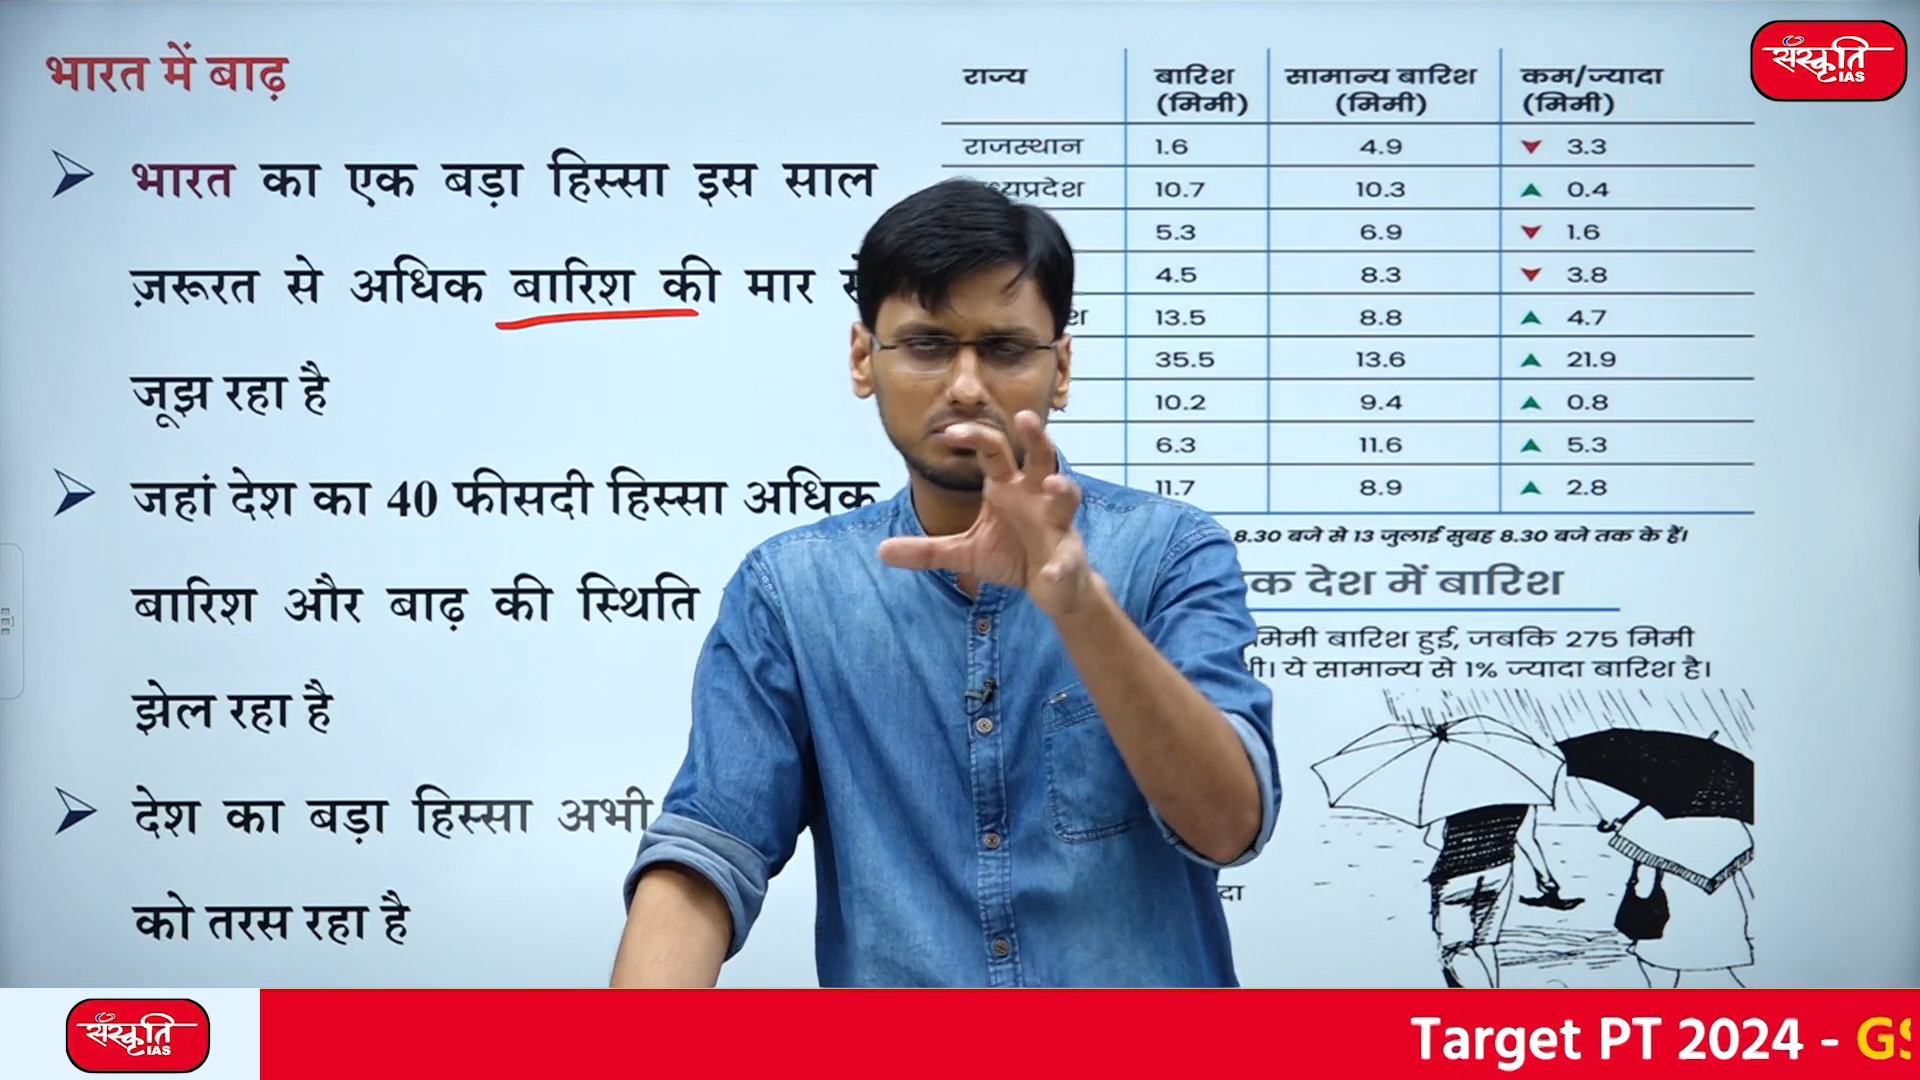 भारत में बाढ़
भारत का एक बड़ा हिस्सा इस साल
ज़रूरत से अधिक बारिश की मार
जूझ रहा है
जहां देश का 40 फीसदी हिस्सा अधिक
बारिश और बाढ़ की स्थिति
झेल रहा है
देश का बड़ा हिस्सा अभी
को तरस रहा है
राज्य बारिश (मिमी) सामान्य बारिश (मिमी) कम/ज्यादा (मिमी)
राजस्थान 1.6 4.9 3.3
10.7 10.3 0.4
5.3 6.9 1.6
4.5 8.3 3.8
13.5 8.8 4.7
35.5 13.6 21.9
10.2 9.4 0.8
6.3 11.6 5.3
11.7 8.9 2.8
8.30 बजे से 13 जुलाई सुबह 8.30 बजे तक के हैं।
देश में बारिश
मिमी बारिश हुई, जबकि 275 मिमी
ये सामान्य से 1% ज्यादा बारिश है।
संस्कृति
IAS
संस्कृति
IAS
Target PT 2024 - GS